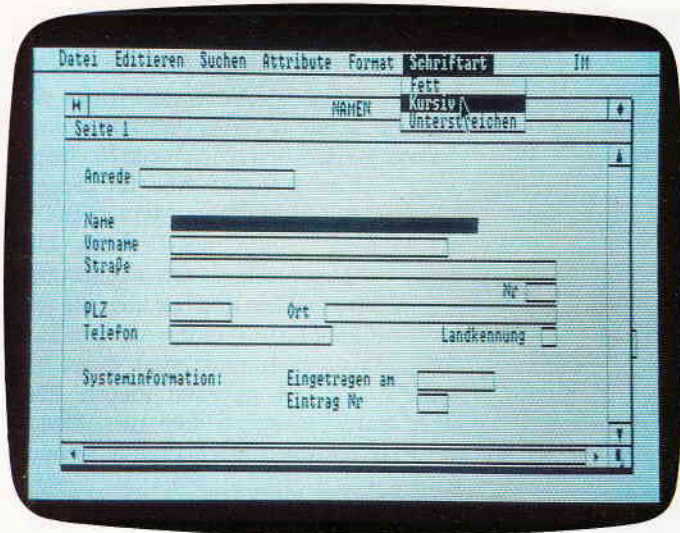 Datei Editieren Suchen Attribute Format Schriftart IM
Fett
Kursiv
Unterstreichen
NAMEN
Seite 1
Anrede
Name
Vorname
Straße
Nr
PLZ Ort
Telefon Landkennung
Systeminformation: Eingetragen am
Eintrag Nr